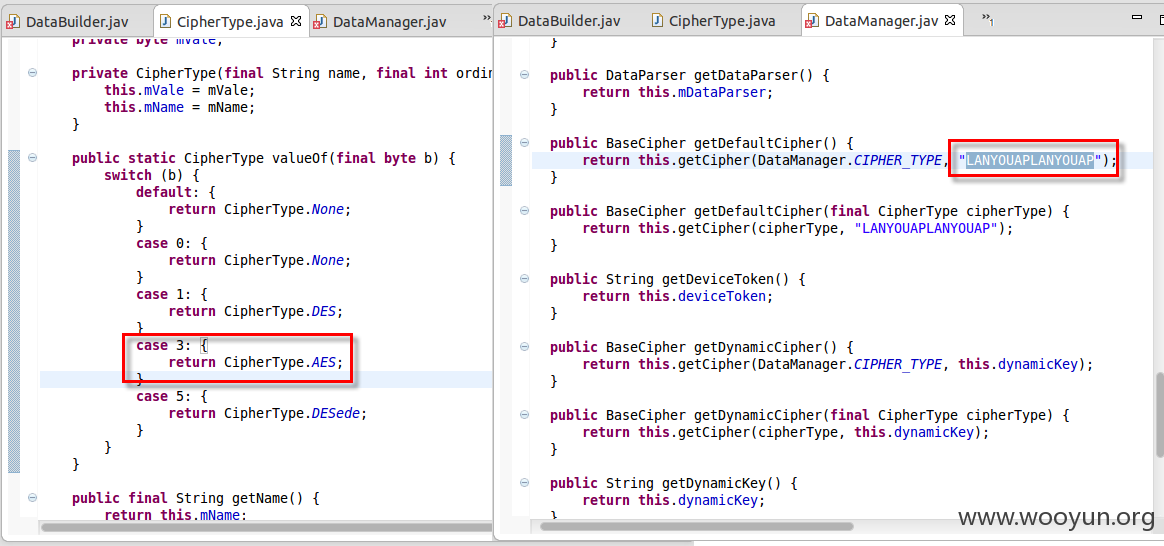 DataBuilder.jav
CipherType.java
DataManager.jav
»
private byte mVale;
private CipherType(final String name, final int ordin
this.mVale = mVale;
this.mName = mName;
}
public static CipherType valueOf(final byte b) {
switch (b) {
default: {
return CipherType.None;
}
case 0: {
return CipherType.None;
}
case 1: {
return CipherType.DES;
}
case 3: {
return CipherType.AES;
}
case 5: {
return CipherType.DESede;
}
}
}
public final String getName() {
return this.mName;
DataBuilder.jav
CipherType.java
DataManager.jav
»1
}
public DataParser getDataParser() {
return this.mDataParser;
}
public BaseCipher getDefaultCipher() {
return this.getCipher(DataManager.CIPHER_TYPE, "LANYOUAPLANYOUAP");
}
public BaseCipher getDefaultCipher(final CipherType cipherType) {
return this.getCipher(cipherType, "LANYOUAPLANYOUAP");
}
public String getDeviceToken() {
return this.deviceToken;
}
public BaseCipher getDynamicCipher() {
return this.getCipher(DataManager.CIPHER_TYPE, this.dynamicKey);
}
public BaseCipher getDynamicCipher(final CipherType cipherType) {
return this.getCipher(cipherType, this.dynamicKey);
}
public String getDynamicKey() {
return this.dynamicKey;
}
www.wooyun.org